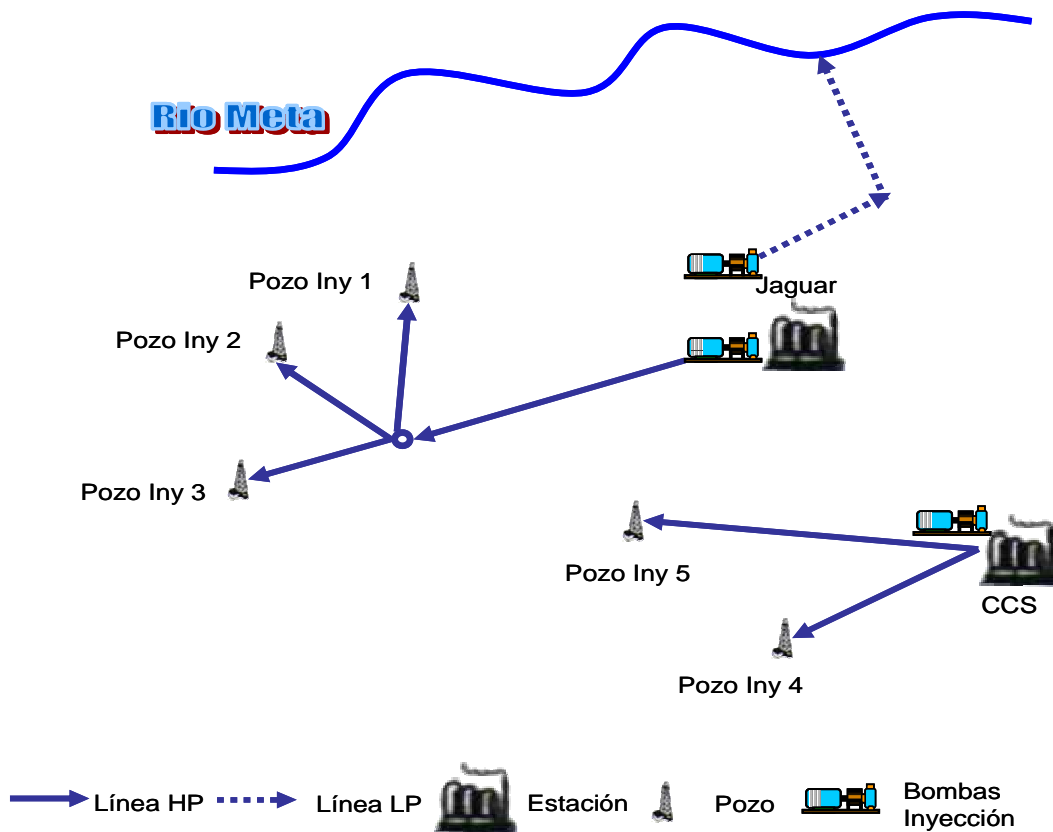 Rio Meta
Jaguar
Pozo Iny 1
Pozo Iny 2
Pozo Iny 3
Pozo Iny 5
CCS
Pozo Iny 4
Línea HP
Línea LP
Estación
Pozo
Bombas
Inyección